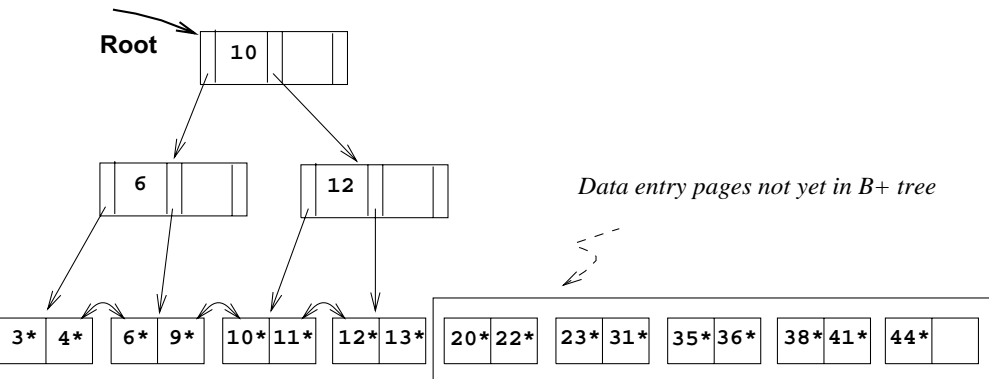 Root
10
6
12
Data entry pages not yet in B+ tree
3* 4* 6* 9* 10* 11* 12* 13* 20* 22* 23* 31* 35* 36* 38* 41* 44*